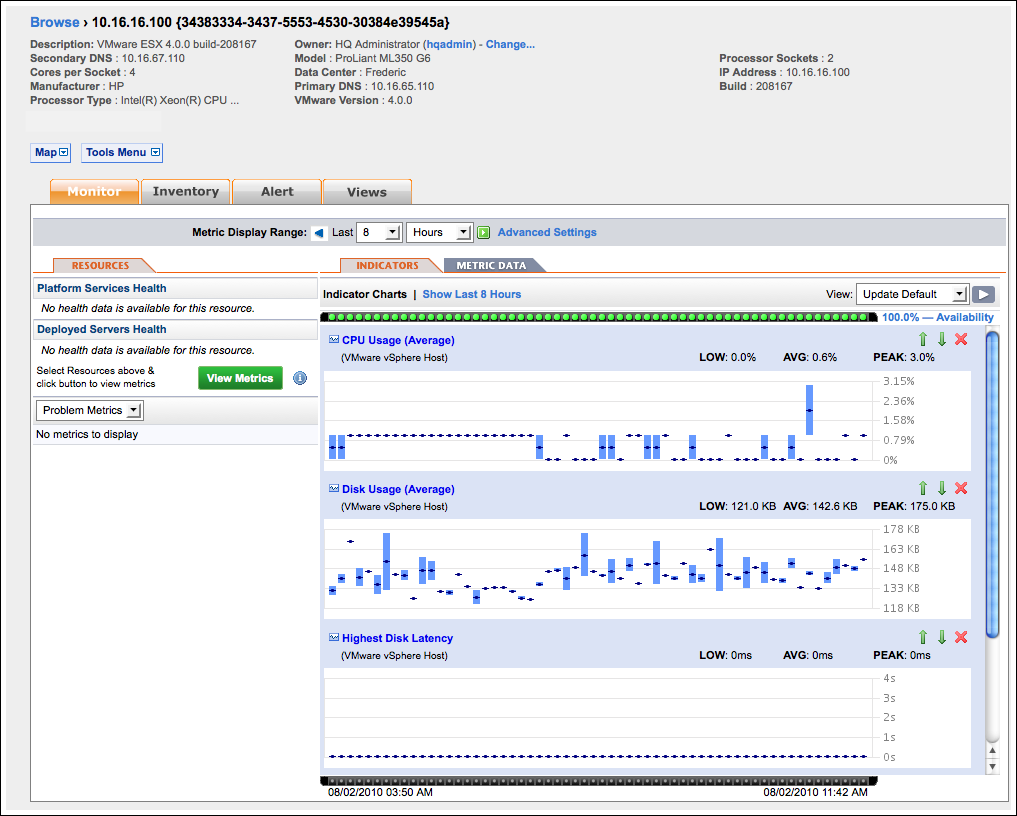 Browse › 10.16.16.100 {34383334-3437-5553-4530-30384e39545a}
Description: VMware ESX 4.0.0 build-208167
Owner: HQ Administrator (hqadmin) - Change...
Secondary DNS : 10.16.67.110
Model : ProLiant ML350 G6
Processor Sockets : 2
Cores per Socket : 4
Data Center : Frederic
IP Address : 10.16.16.100
Manufacturer : HP
Primary DNS : 10.16.65.110
Build : 208167
Processor Type : Intel(R) Xeon(R) CPU ...
VMware Version : 4.0.0
Map
Tools Menu
Monitor
Inventory
Alert
Views
Metric Display Range: Last 8 Hours Advanced Settings
RESOURCES
Platform Services Health
No health data is available for this resource.
Deployed Servers Health
No health data is available for this resource.
Select Resources above &
click button to view metrics
View Metrics
Problem Metrics
No metrics to display
INDICATORS
METRIC DATA
Indicator Charts | Show Last 8 Hours
View: Update Default
100.0% — Availability
CPU Usage (Average)
(VMware vSphere Host)
LOW: 0.0% AVG: 0.6% PEAK: 3.0%
3.15%
2.36%
1.58%
0.79%
0%
Disk Usage (Average)
(VMware vSphere Host)
LOW: 121.0 KB AVG: 142.6 KB PEAK: 175.0 KB
178 KB
163 KB
148 KB
133 KB
118 KB
Highest Disk Latency
(VMware vSphere Host)
LOW: 0ms AVG: 0ms PEAK: 0ms
4s
3s
2s
1s
0s
08/02/2010 03:50 AM
08/02/2010 11:42 AM